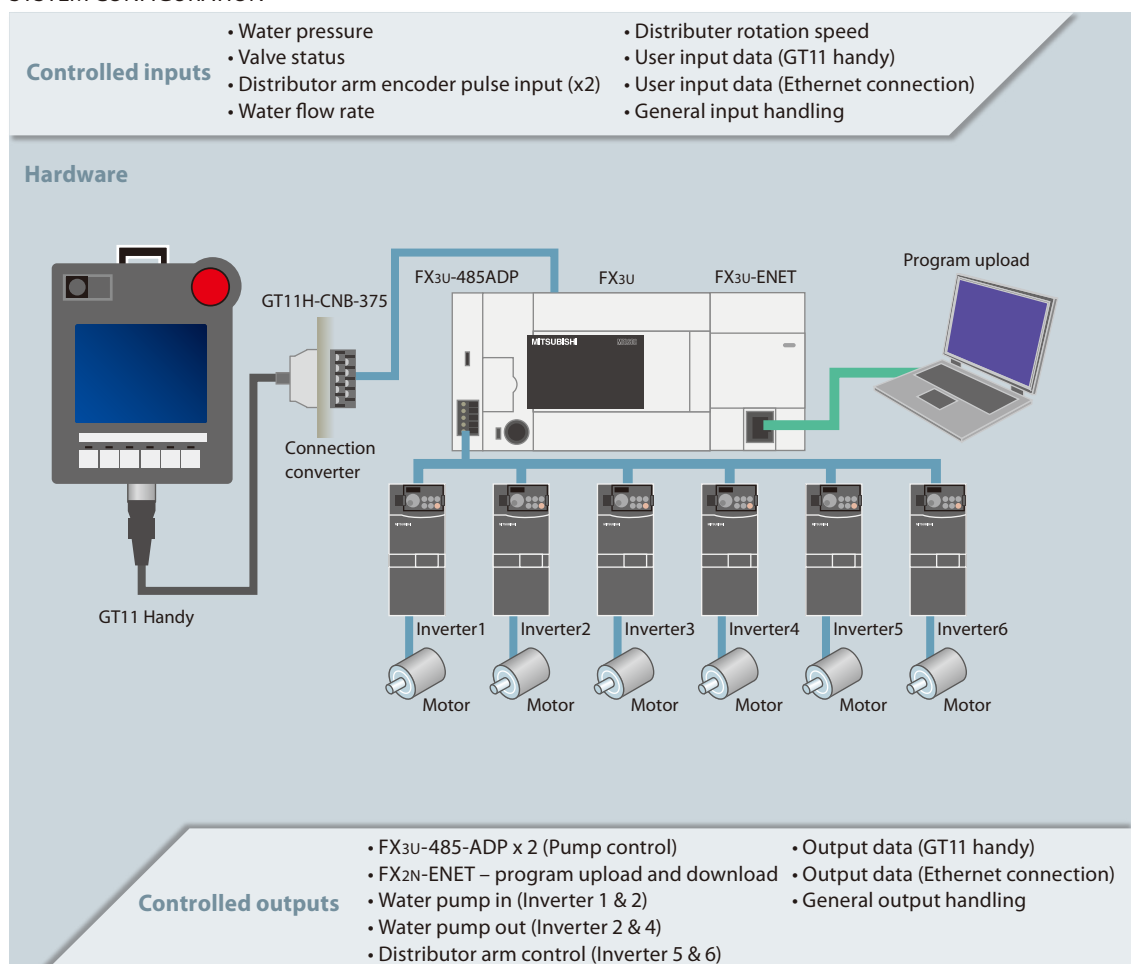 Controlled inputs
• Water pressure
• Valve status
• Distributor arm encoder pulse input (x2)
• Water flow rate
• Distributer rotation speed
• User input data (GT11 handy)
• User input data (Ethernet connection)
• General input handling
Hardware
GT11H-CNB-375
FX3U-485ADP
FX3U
FX3U-ENET
Program upload
MITSUBISHI
Connection
converter
GT11 Handy
Inverter1
Inverter2
Inverter3
Inverter4
Inverter5
Inverter6
Motor
Motor
Motor
Motor
Motor
Motor
Controlled outputs
• FX3U-485-ADP x 2 (Pump control)
• FX2N-ENET – program upload and download
• Water pump in (Inverter 1 & 2)
• Water pump out (Inverter 2 & 4)
• Distributor arm control (Inverter 5 & 6)
• Output data (GT11 handy)
• Output data (Ethernet connection)
• General output handling